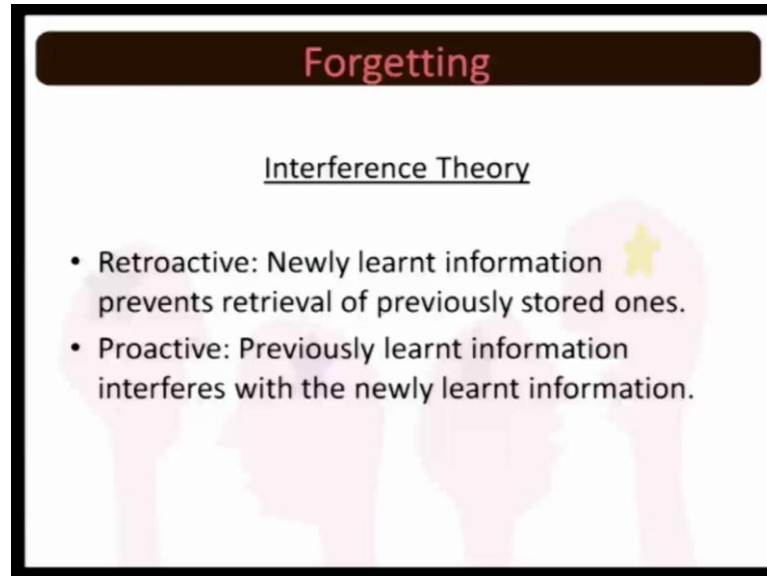 Forgetting
Interference Theory
• Retroactive: Newly learnt information
prevents retrieval of previously stored ones.
• Proactive: Previously learnt information
interferes with the newly learnt information.